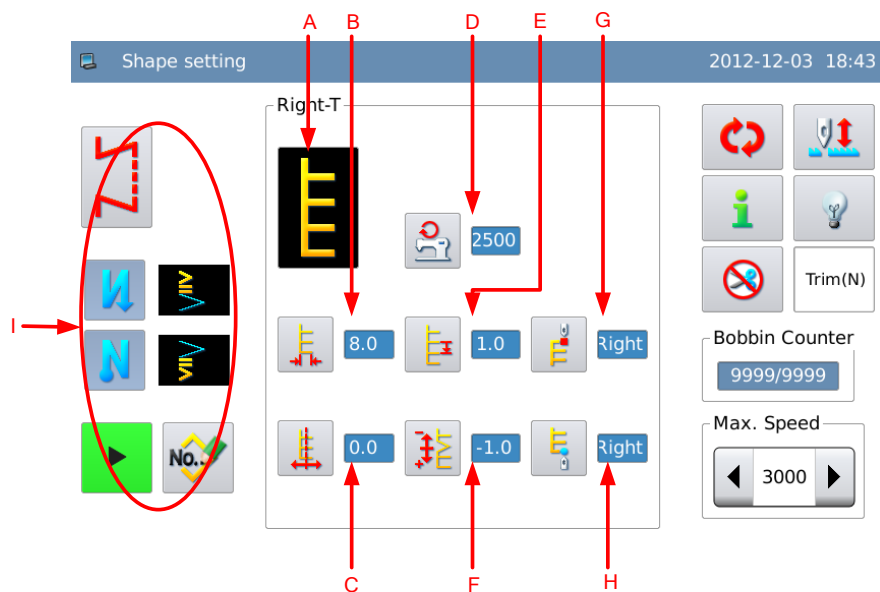 A
B
D
E
G
Shape setting
2012-12-03 18:43
Right-T
2500
Trim(N)
I
8.0
1.0
Right
Bobbin Counter
9999/9999
Max. Speed
No.
0.0
-1.0
Right
3000
C
F
H